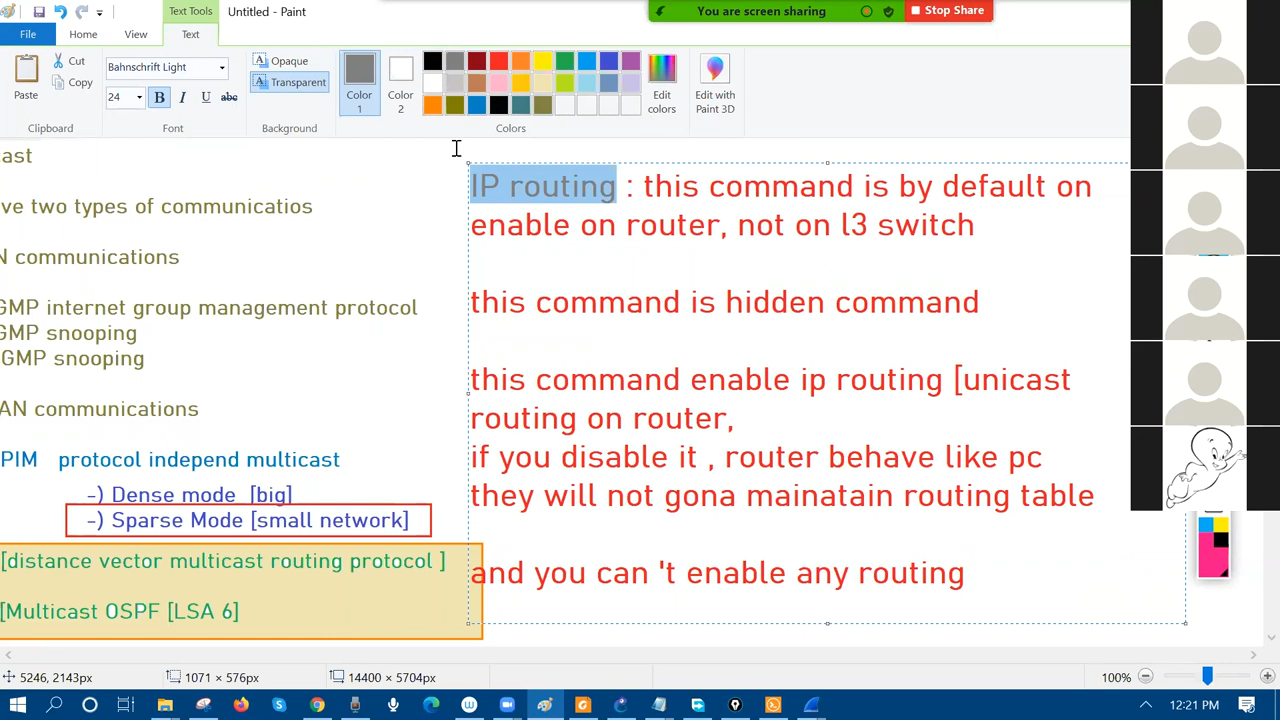 Text Tools
Untitled - Paint
You are screen sharing
Stop Share
File
Home
View
Text
Paste
Cut
Copy
Clipboard
Bahnschrift Light
24
B
I
U
abc
Font
Opaque
Transparent
Background
Color
1
Color
2
Edit
colors
Edit with
Paint 3D
Colors
ast
ve two types of communicatios
N communications
GMP internet group management protocol
GMP snooping
GMP snooping
AN communications
PIM protocol independ multicast
-) Dense mode [big]
-) Sparse Mode [small network]
[distance vector multicast routing protocol ]
[Multicast OSPF [LSA 6]
IP routing : this command is by default on
enable on router, not on l3 switch
this command is hidden command
this command enable ip routing [unicast
routing on router,
if you disable it , router behave like pc
they will not gona mainatain routing table
and you can 't enable any routing
5246, 2143px
1071 × 576px
14400 × 5704px
100%
12:21 PM